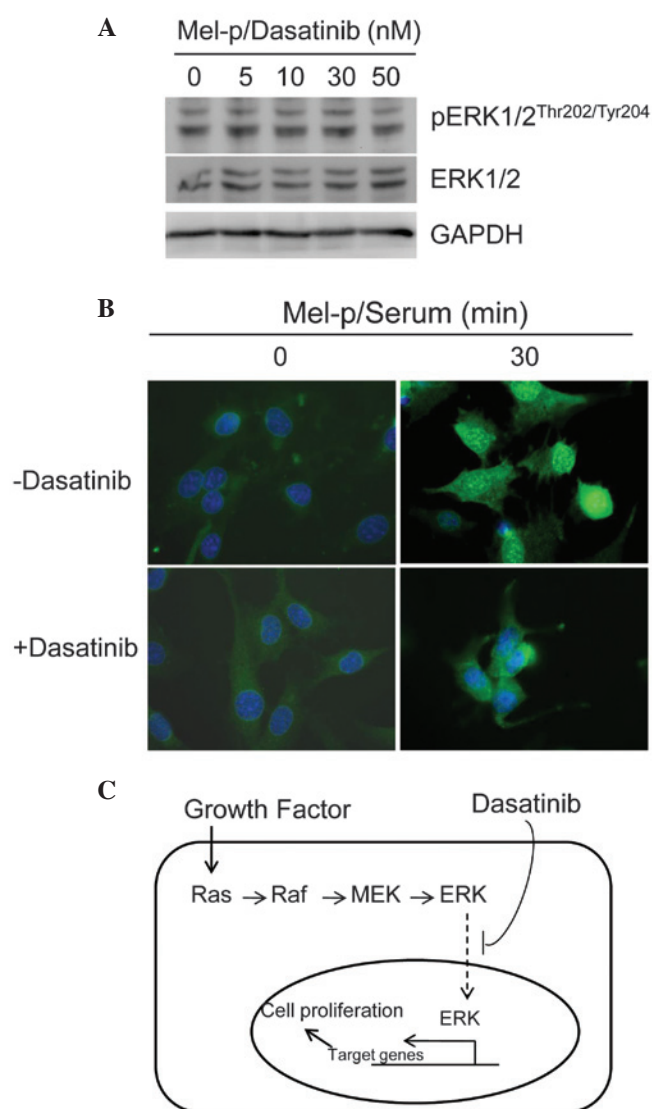 A
Mel-p/Dasatinib (nM)
0 5 10 30 50
pERK1/2Thr202/Tyr204
ERK1/2
GAPDH
B
Mel-p/Serum (min)
0 30
-Dasatinib
+Dasatinib
C
Growth Factor
Dasatinib
Ras → Raf → MEK → ERK
Cell proliferation
ERK
Target genes